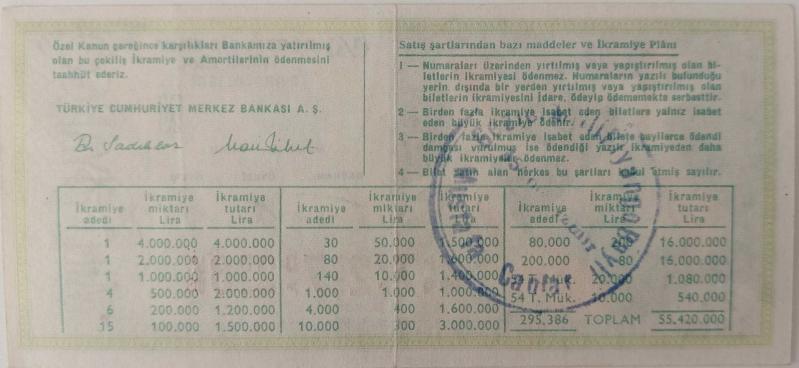 Özel Kanun gereğince karşılıkları Bankamıza yatırılmış
olan bu çekiliş İkramiye ve Amortilerinin ödenmesini
taahhüt ederiz.
TÜRKİYE CUMHURİYET MERKEZ BANKASI A. Ş.
Satış şartlarından bazı maddeler ve İkramiye Plânı
1 — Numaraları üzerinden yırtılmış veya yapıştırılmış olan bi-
letlerin ikramiyesi ödenmez. Numaraların yazılı bulunduğu
yerin dışında bir yerden yırtılmış veya yapıştırılmış olan
biletlerin ikramiyesini İdare, ödeyip ödememekte serbesttir.
2 — Birden fazla ikramiye isabet eden biletlere yalnız isabet
eden büyük ikramiye ödenir.
3 — Birden fazla ikramiye isabet eden bilete bayilerce ödendi
damgası vurulmuş ise ödendiği yazılı ikramiyeden daha
büyük ikramiyeler ödenmez.
4 — Bilet satın alan herkes bu şartları kabul etmiş sayılır.
İkramiye adedi İkramiye miktarı Lira İkramiye tutarı Lira İkramiye adedi İkramiye miktarı Lira İkramiye tutarı Lira İkramiye adedi İkramiye miktarı Lira İkramiye tutarı Lira
1 4.000.000 4.000.000 30 50.000 1.500.000 80,000 200 16.000.000
1 2.000.000 2.000.000 80 20.000 1.600.000 200.000 80 16.000.000
1 1.000.000 1.000.000 140 10.000 1.400.000 54 T. Mük. 20.000 1.080.000
4 500.000 2.000.000 1.000 1.000 1.000.000 54 T. Mük. 10.000 540.000
6 200.000 1.200.000 4.000 400 1.600.000 295.386 TOPLAM 55.420.000
15 100.000 1.500.000 10.000 300 3.000.000
Milli Piyango Bayii
Canlar